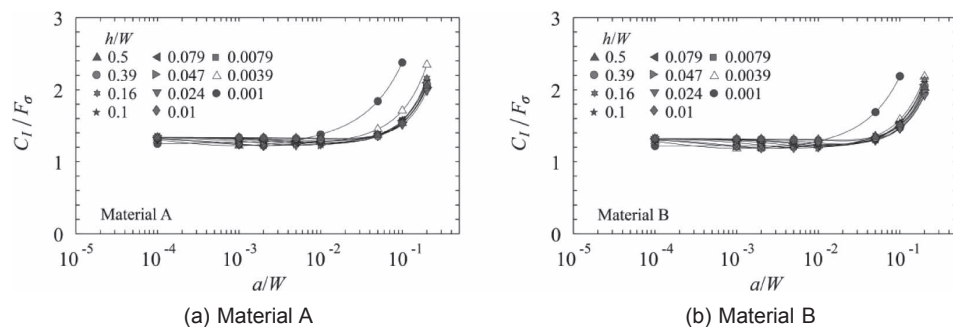 3
2
1
0
C_I / F_σ
h/W
▲ 0.5 ◀ 0.079 ■ 0.0079
● 0.39 ▶ 0.047 △ 0.0039
★ 0.16 ▼ 0.024 ● 0.001
★ 0.1 ◆ 0.01
Material A
10^-5 10^-4 10^-3 10^-2 10^-1
a/W
(a) Material A
3
2
1
0
C_I / F_σ
h/W
▲ 0.5 ◀ 0.079 ■ 0.0079
● 0.39 ▶ 0.047 △ 0.0039
★ 0.16 ▼ 0.024 ● 0.001
★ 0.1 ◆ 0.01
Material B
10^-5 10^-4 10^-3 10^-2 10^-1
a/W
(b) Material B